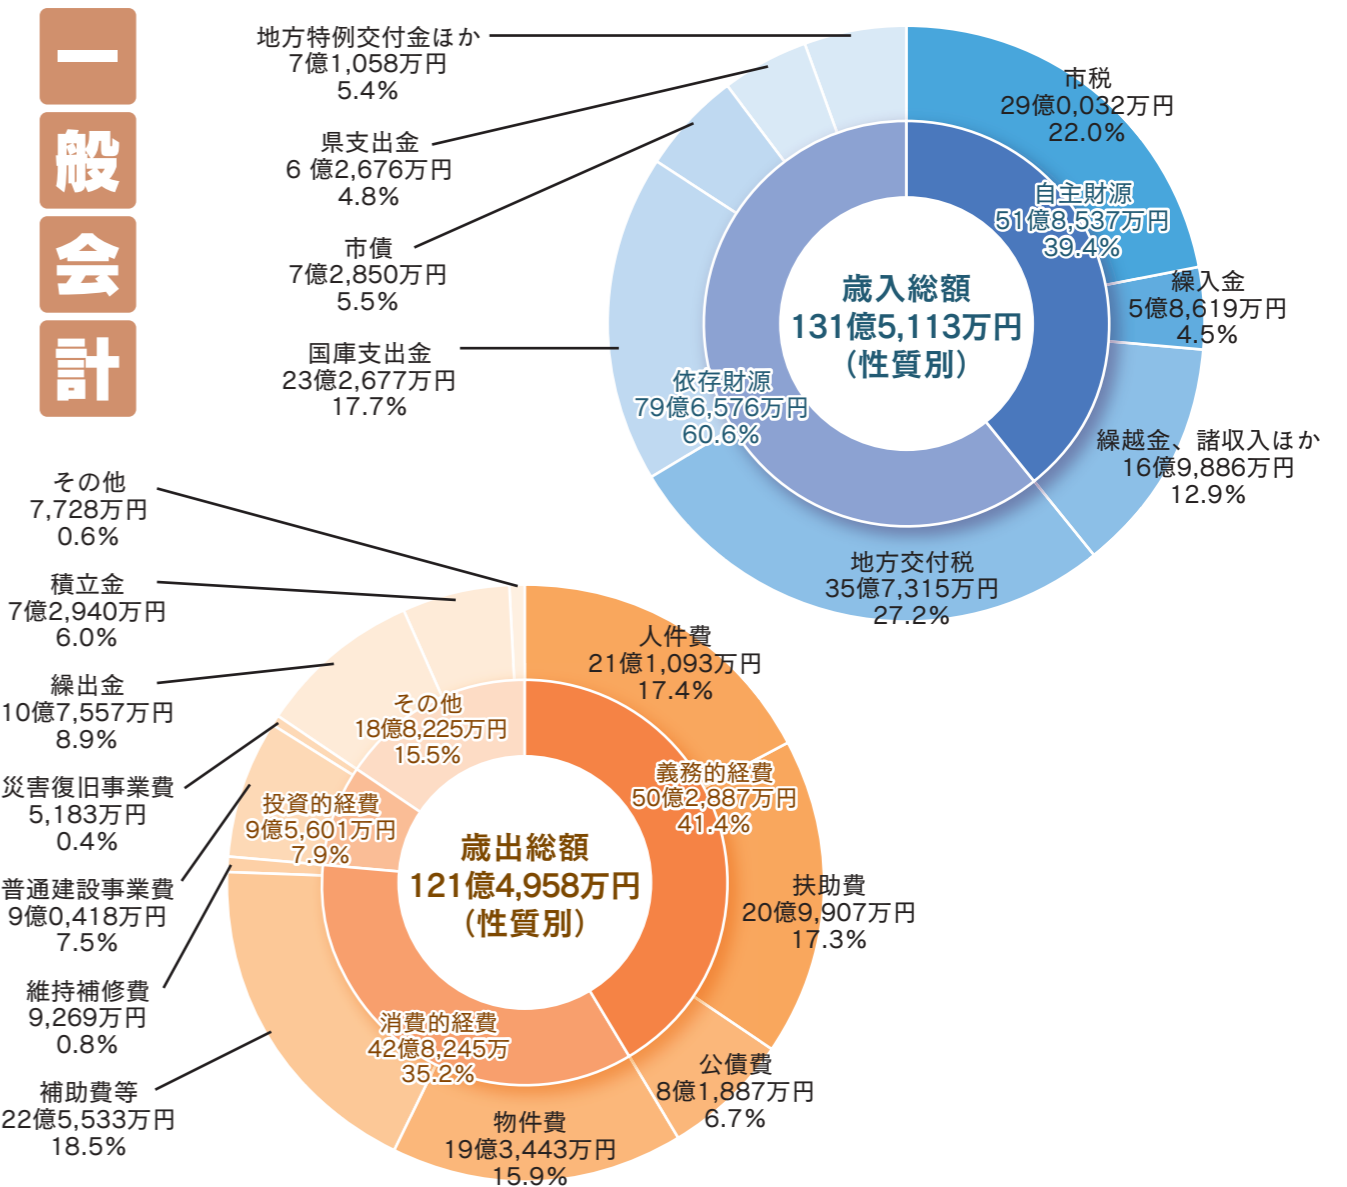 一般会計
地方特例交付金ほか
7億1,058万円
5.4%
県支出金
6 億2,676万円
4.8%
市債
7億2,850万円
5.5%
国庫支出金
23億2,677万円
17.7%
市税
29億0,032万円
22.0%
自主財源
51億8,537万円
39.4%
繰入金
5億8,619万円
4.5%
繰越金、諸収入ほか
16億9,886万円
12.9%
地方交付税
35億7,315万円
27.2%
依存財源
79億6,576万円
60.6%
歳入総額
131億5,113万円
(性質別)
その他
7,728万円
0.6%
積立金
7億2,940万円
6.0%
繰出金
10億7,557万円
8.9%
災害復旧事業費
5,183万円
0.4%
普通建設事業費
9億0,418万円
7.5%
維持補修費
9,269万円
0.8%
補助費等
22億5,533万円
18.5%
人件費
21億1,093万円
17.4%
その他
18億8,225万円
15.5%
義務的経費
50億2,887万円
41.4%
投資的経費
9億5,601万円
7.9%
歳出総額
121億4,958万円
(性質別)
扶助費
20億9,907万円
17.3%
消費的経費
42億8,245万
35.2%
公債費
8億1,887万円
6.7%
物件費
19億3,443万円
15.9%